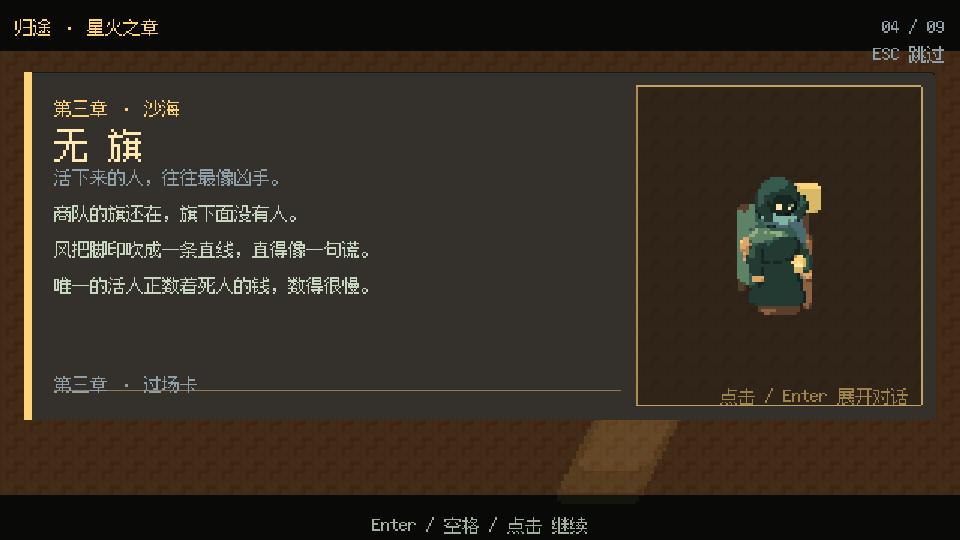 归途 · 星火之章
04 / 09
ESC 跳过
第三章 · 沙海
无 旗
活下来的人，往往最像凶手。
商队的旗还在，旗下面没有人。
风把脚印吹成一条直线，直得像一句谎。
唯一的活人正数着死人的钱，数得很慢。
第三章 · 过场卡
点击 / Enter 展开对话
Enter / 空格 / 点击 继续